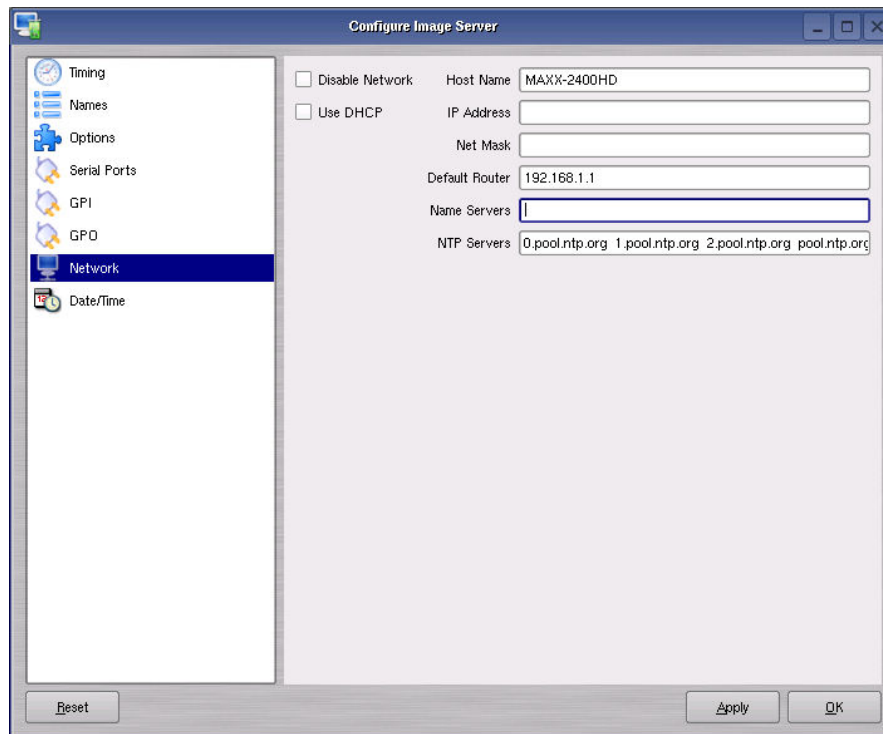 Configure Image Server
Timing
Names
Options
Serial Ports
GPI
GPO
Network
Date/Time
Disable Network
Host Name MAXX-2400HD
Use DHCP
IP Address
Net Mask
Default Router 192.168.1.1
Name Servers
NTP Servers 0.pool.ntp.org 1.pool.ntp.org 2.pool.ntp.org pool.ntp.org
Reset
Apply
OK